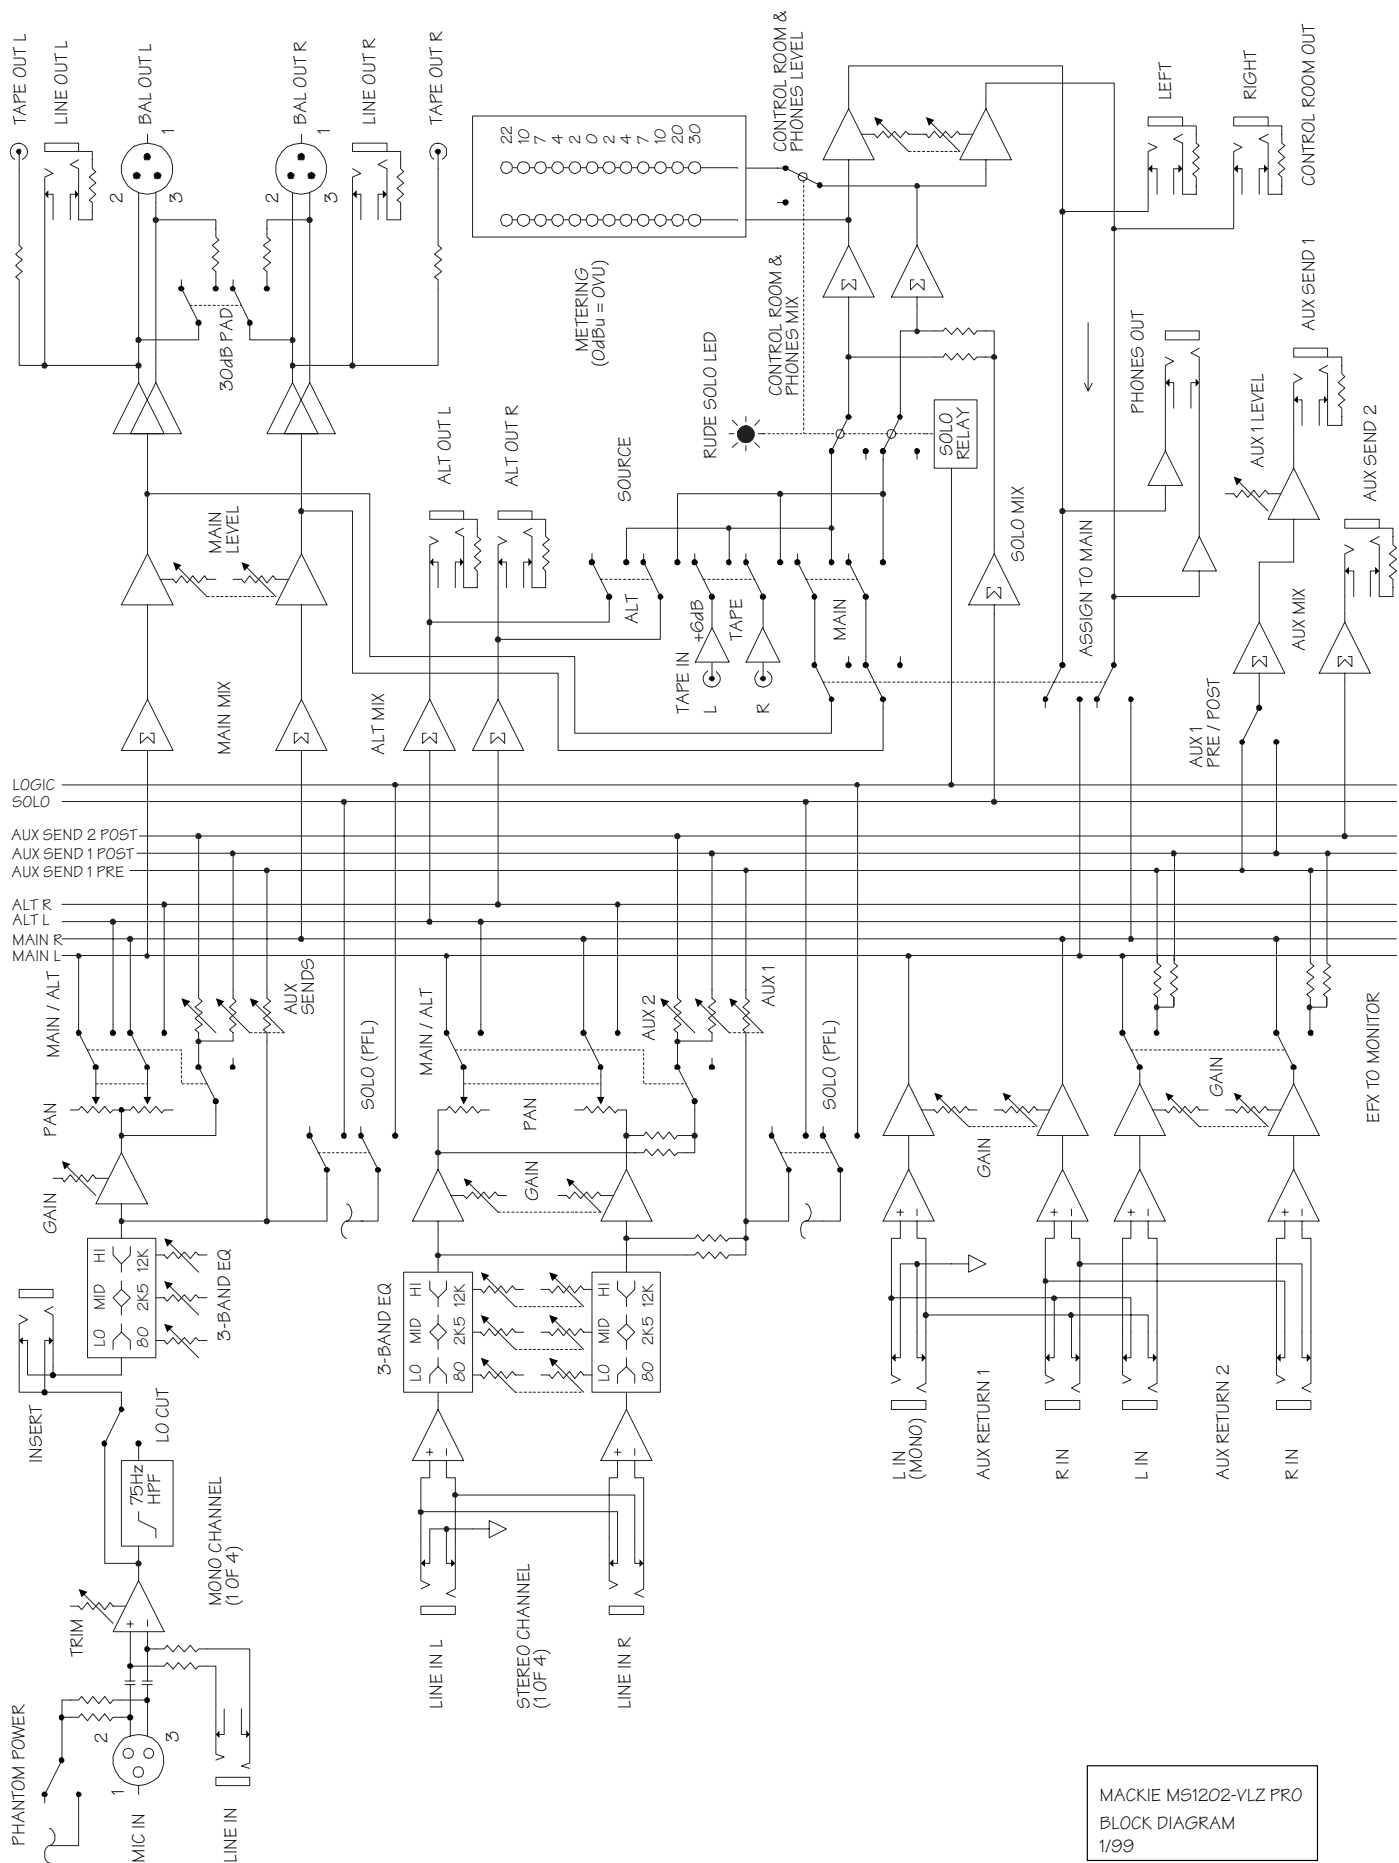 TAPE OUT L
LINE OUT L
BAL OUT L
1
2
3
BAL OUT R
1
2
3
LINE OUT R
TAPE OUT R
30dB PAD
22
10
7
4
2
0
2
4
7
10
20
30
METERING
(0dBu = 0VU)
CONTROL ROOM &
PHONES LEVEL
CONTROL ROOM &
PHONES MIX
RUDE SOLO LED
SOLO
RELAY
LEFT
RIGHT
CONTROL ROOM OUT
PHONES OUT
AUX SEND 1
AUX 1 LEVEL
AUX SEND 2
AUX MIX
AUX 1
PRE / POST
ASSIGN TO MAIN
SOLO MIX
MAIN
LEVEL
MAIN MIX
ALT OUT L
ALT OUT R
ALT MIX
SOURCE
ALT
+6dB
TAPE
MAIN
TAPE IN
L
R
Σ
Σ
Σ
Σ
Σ
Σ
Σ
Σ
Σ
LOGIC
SOLO
AUX SEND 2 POST
AUX SEND 1 POST
AUX SEND 1 PRE
ALT R
ALT L
MAIN R
MAIN L
MAIN / ALT
PAN
GAIN
AUX
SENDS
SOLO (PFL)
LO MID HI
80 2K5 12K
3-BAND EQ
INSERT
LO CUT
75Hz
HPF
TRIM
+
-
MONO CHANNEL
(1 OF 4)
PHANTOM POWER
1
2
3
MIC IN
LINE IN
MAIN / ALT
PAN
GAIN
AUX 2
AUX 1
SOLO (PFL)
3-BAND EQ
LO MID HI
80 2K5 12K
LO MID HI
80 2K5 12K
+
-
+
-
LINE IN L
STEREO CHANNEL
(1 OF 4)
LINE IN R
GAIN
GAIN
EFX TO MONITOR
+
-
+
-
+
-
+
-
L IN
(MONO)
AUX RETURN 1
R IN
L IN
AUX RETURN 2
R IN
MACKIE MS1202-VLZ PRO
BLOCK DIAGRAM
1/99